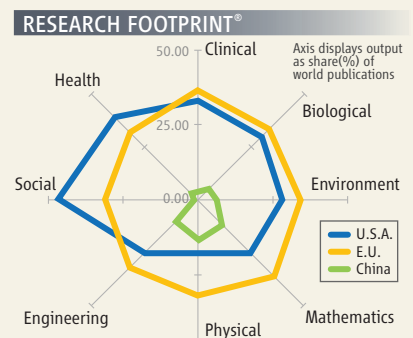 RESEARCH FOOTPRINT®
50.00
Clinical
Axis displays output
as share(%) of
world publications
Health
Biological
25.00
Social
0.00
Environment
U.S.A.
E.U.
China
Engineering
Physical
Mathematics